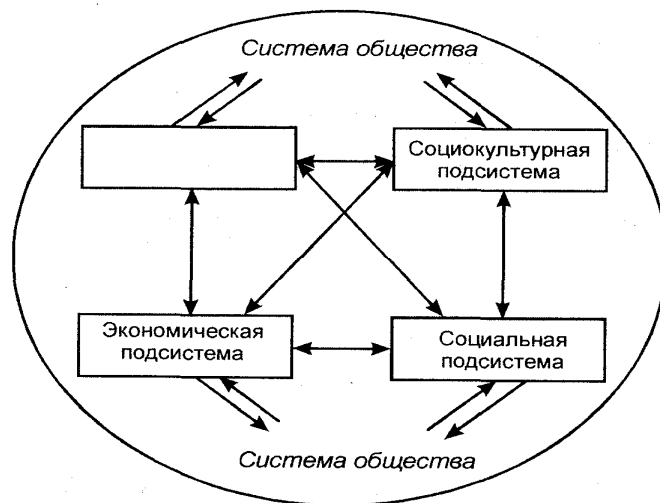 Система общества
Социокультурная
подсистема
Экономическая
подсистема
Социальная
подсистема
Система общества